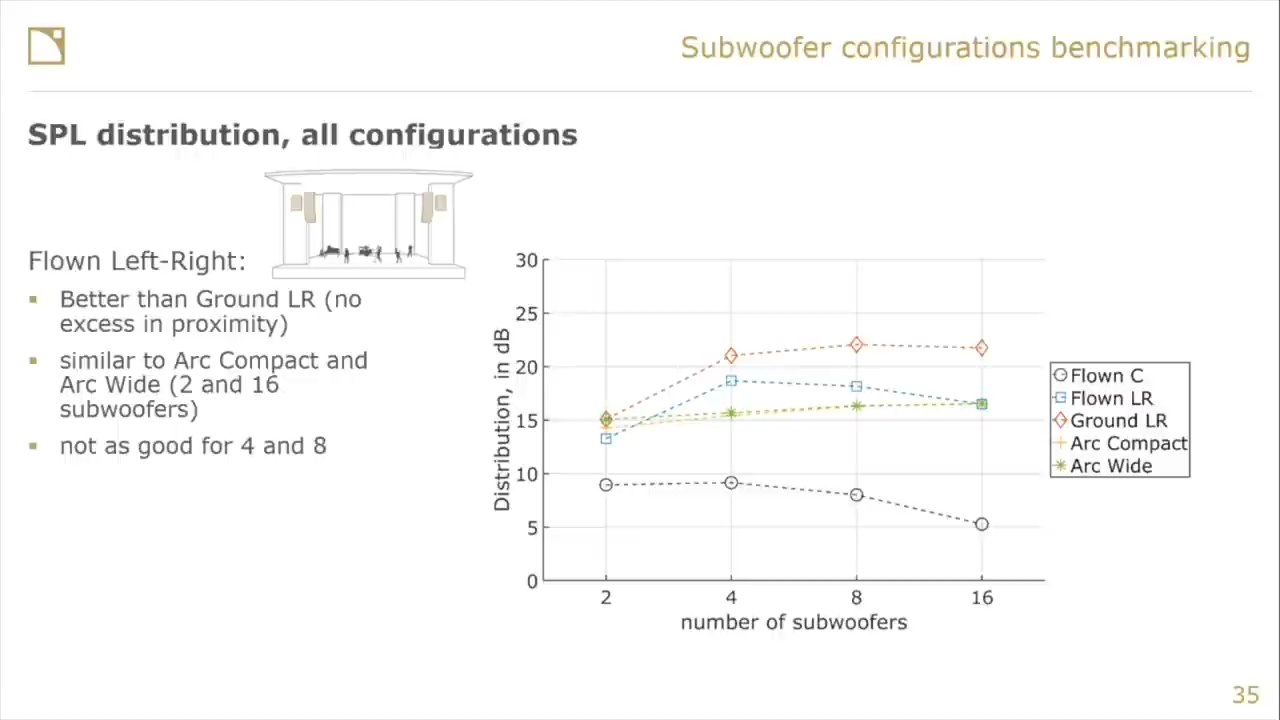 Subwoofer configurations benchmarking
SPL distribution, all configurations
Flown Left-Right:
▪ Better than Ground LR (no
excess in proximity)
▪ similar to Arc Compact and
Arc Wide (2 and 16
subwoofers)
▪ not as good for 4 and 8
Distribution, in dB
30
25
20
15
10
5
0
2 4 8 16
number of subwoofers
Flown C
Flown LR
Ground LR
Arc Compact
Arc Wide
35